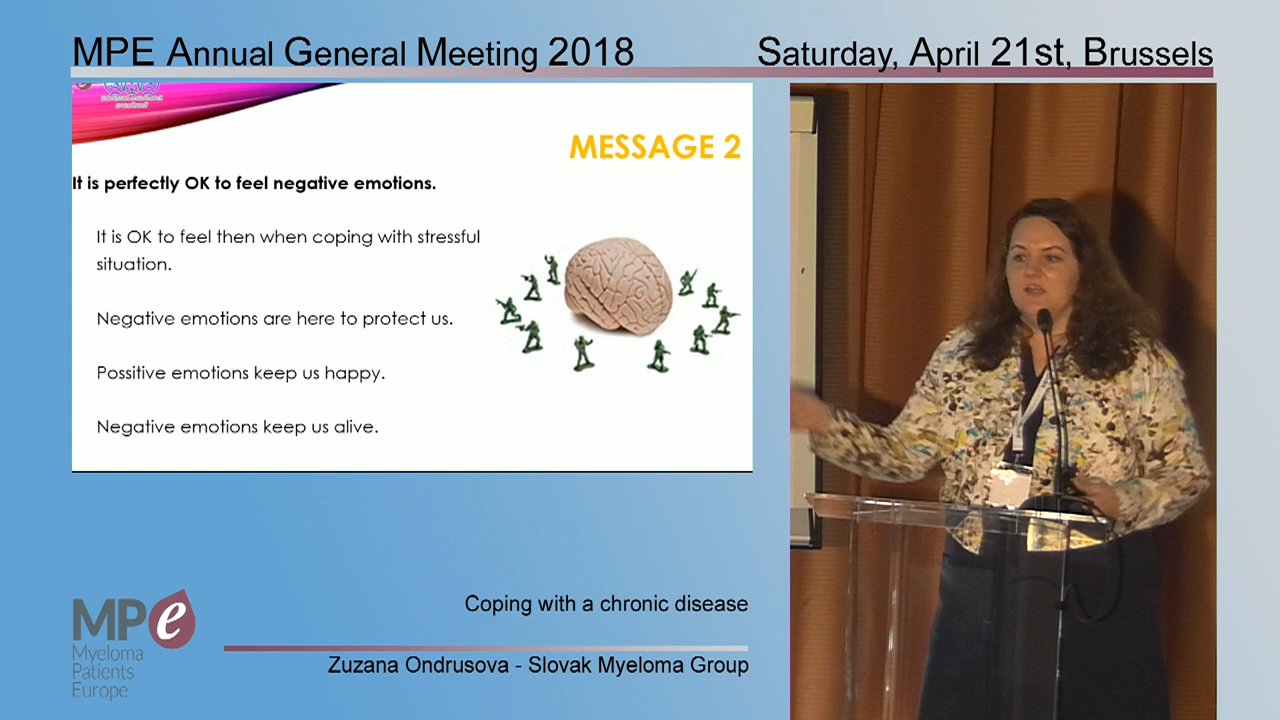 MPE Annual General Meeting 2018
Saturday, April 21st, Brussels
MESSAGE 2
It is perfectly OK to feel negative emotions.
It is OK to feel then when coping with stressful
situation.
Negative emotions are here to protect us.
Possitive emotions keep us happy.
Negative emotions keep us alive.
Coping with a chronic disease
Zuzana Ondrusova - Slovak Myeloma Group
MPe
Myeloma
Patients
Europe